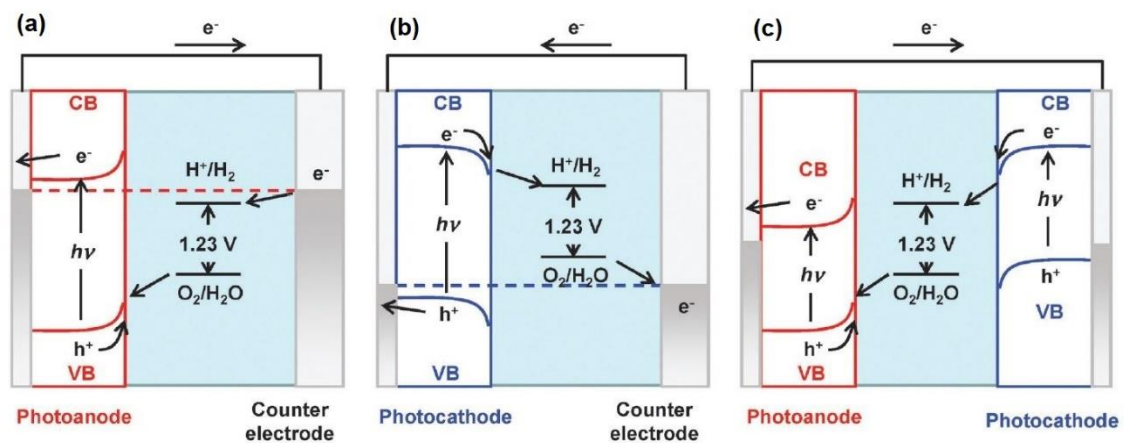 (a)
e-
CB
e-
H+/H2
e-
hν
1.23 V
O2/H2O
h+
VB
Photoanode
Counter
electrode
(b)
e-
CB
e-
H+/H2
hν
1.23 V
O2/H2O
h+
e-
VB
Photocathode
Counter
electrode
(c)
e-
CB
e-
CB
H+/H2
e-
hν
hν
1.23 V
O2/H2O
h+
VB
h+
VB
Photoanode
Photocathode